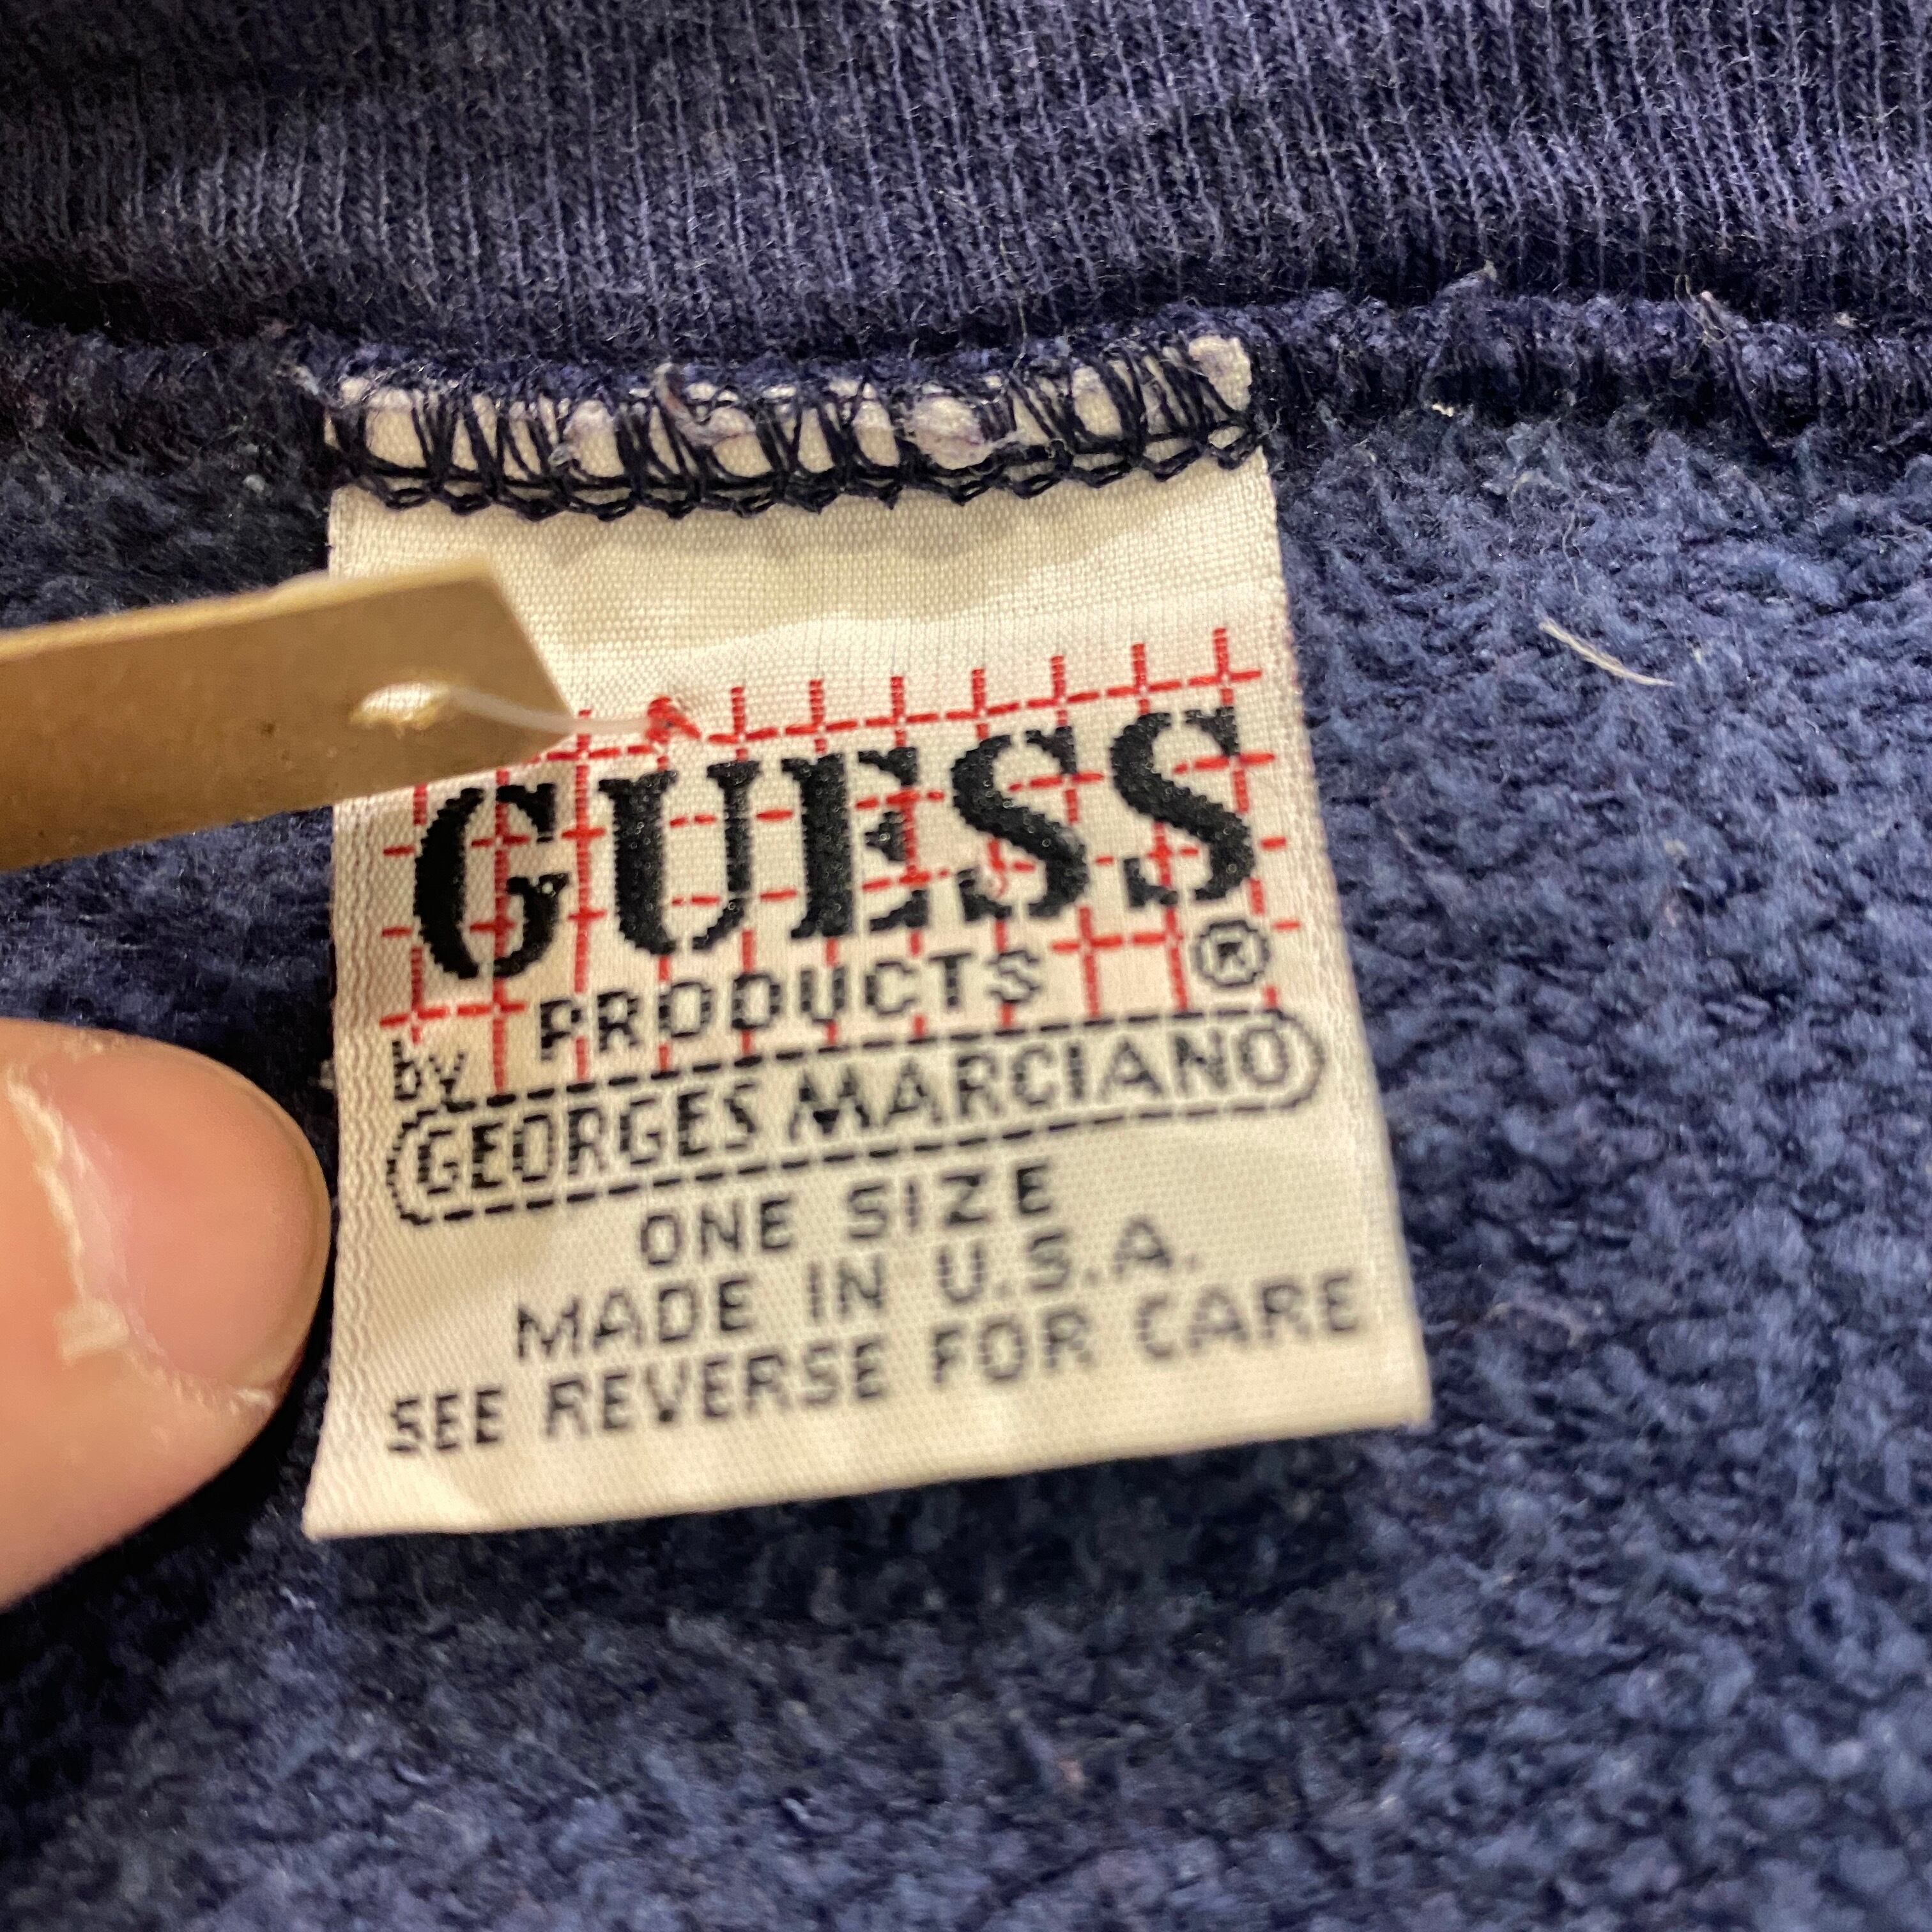 GUESS
PRODUCTS ®
by
GEORGES MARCIANO
ONE SIZE
MADE IN U.S.A.
SEE REVERSE FOR CARE